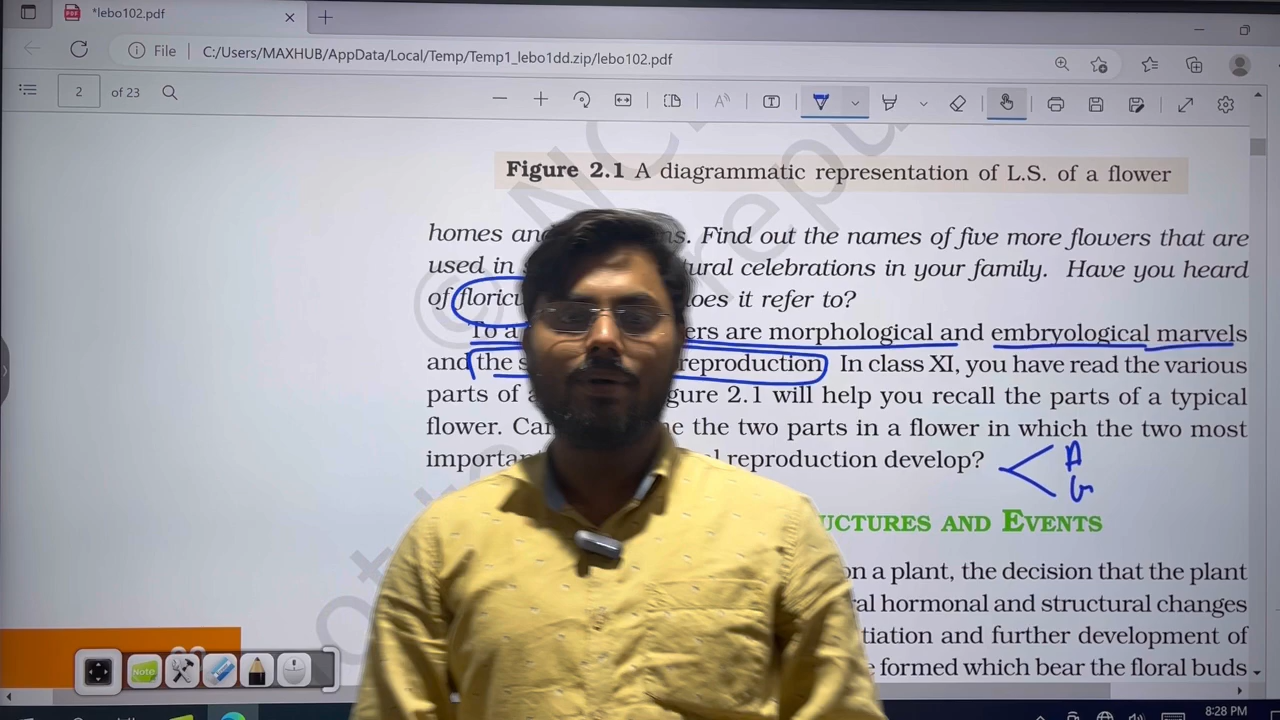 *lebo102.pdf
File C:/Users/MAXHUB/AppData/Local/Temp/Temp1_lebo1dd.zip/lebo102.pdf
2 of 23
Figure 2.1 A diagrammatic representation of L.S. of a flower
homes and ns. Find out the names of five more flowers that are
used in tural celebrations in your family. Have you heard
of floricu oes it refer to?
To a ers are morphological and embryological marvels
and the s reproduction. In class XI, you have read the various
parts of a gure 2.1 will help you recall the parts of a typical
flower. Can e the two parts in a flower in which the two most
importan l reproduction develop?
A
G
UCTURES AND EVENTS
on a plant, the decision that the plant
ral hormonal and structural changes
tiation and further development of
formed which bear the floral buds
Note
8:28 PM